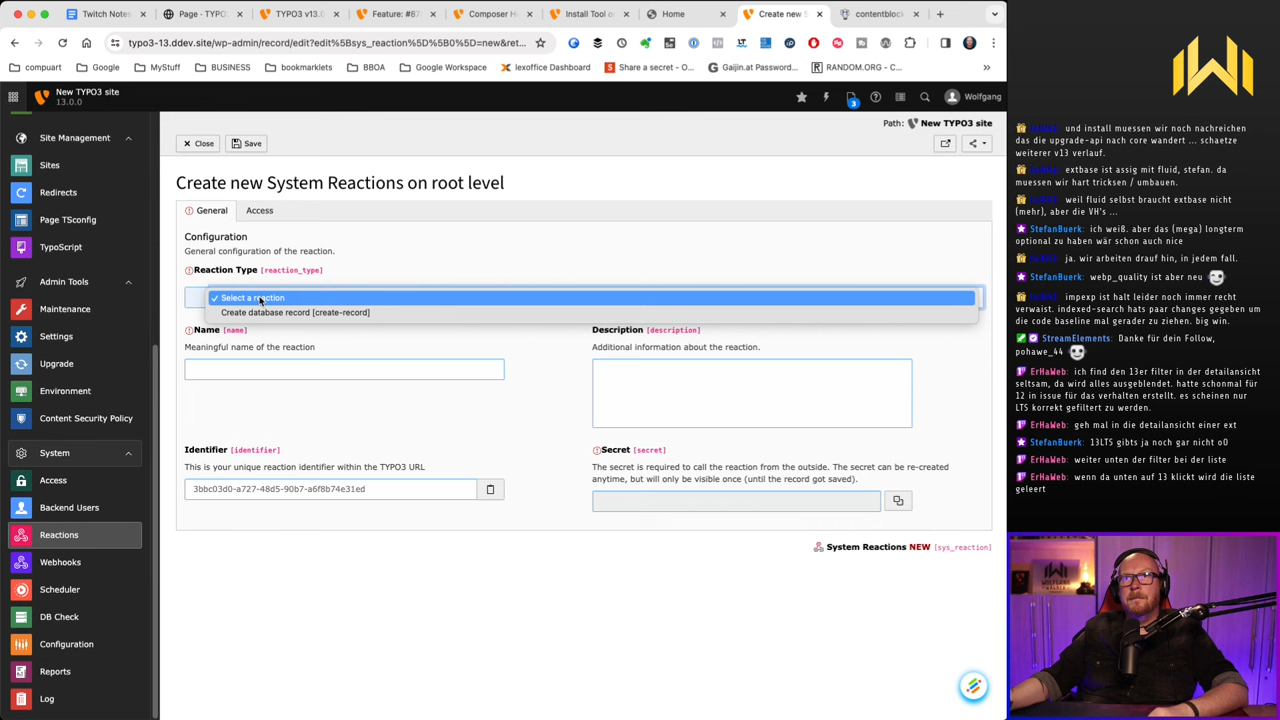 Twitch Notes
Page - TYPO
TYPO3 v13.0
Feature: #87
Composer He
Install Tool o
Home
Create new S
contentblock
typo3-13.ddev.site/wp-admin/record/edit?edit%5Bsys_reaction%5D%5B0%5D=new&ret...
compuart
Google
MyStuff
BUSINESS
bookmarklets
BBOA
Google Workspace
lexoffice Dashboard
Share a secret - O...
Gaijin.at Password...
RANDOM.ORG - C...
»
New TYPO3 site
13.0.0
3
Wolfgang
Path: New TYPO3 site
Close
Save
Site Management
Sites
Redirects
Page TSconfig
TypoScript
Admin Tools
Maintenance
Settings
Upgrade
Environment
Content Security Policy
System
Access
Backend Users
Reactions
Webhooks
Scheduler
DB Check
Configuration
Reports
Log
Create new System Reactions on root level
General
Access
Configuration
General configuration of the reaction.
Reaction Type [reaction_type]
✓ Select a reaction
Create database record [create-record]
Name [name]
Meaningful name of the reaction
Description [description]
Additional information about the reaction.
Identifier [identifier]
This is your unique reaction identifier within the TYPO3 URL
3bbc03d0-a727-48d5-90b7-a6f8b74e31ed
Secret [secret]
The secret is required to call the reaction from the outside. The secret can be re-created
anytime, but will only be visible once (until the record got saved).
System Reactions NEW [sys_reaction]
und install muessen wir noch nachreichen
das die upgrade-api nach core wandert ... schaetze
weiterer v13 verlauf.
extbase ist assig mit fluid, stefan. da
muessen wir hart tricksen / umbauen.
weil fluid selbst braucht extbase nicht
(mehr), aber die VH's ...
StefanBuerk: ich weiß. aber das (mega) longterm
optional zu haben wär schon auch nice
ja. wir arbeiten drauf hin, in jedem fall.
StefanBuerk: webp_quality ist aber neu
impexp ist halt leider noch immer recht
verwaist. indexed-search hats paar changes gegeben um
die code baseline mal gerader zu ziehen. big win.
StreamElements: Danke für dein Follow,
pohawe_44
ErHaWeb: ich find den 13er filter in der detailansicht
seltsam, da wird alles ausgeblendet. hatte schonmal für
12 in issue für das verhalten erstellt. es scheinen nur
LTS korrekt gefiltert zu werden.
ErHaWeb: geh mal in die detailansicht einer ext
StefanBuerk: 13LTS gibts ja noch gar nicht oO
ErHaWeb: weiter unten der filter bei der liste
ErHaWeb: wenn da unten auf 13 klickt wird die liste
geleert